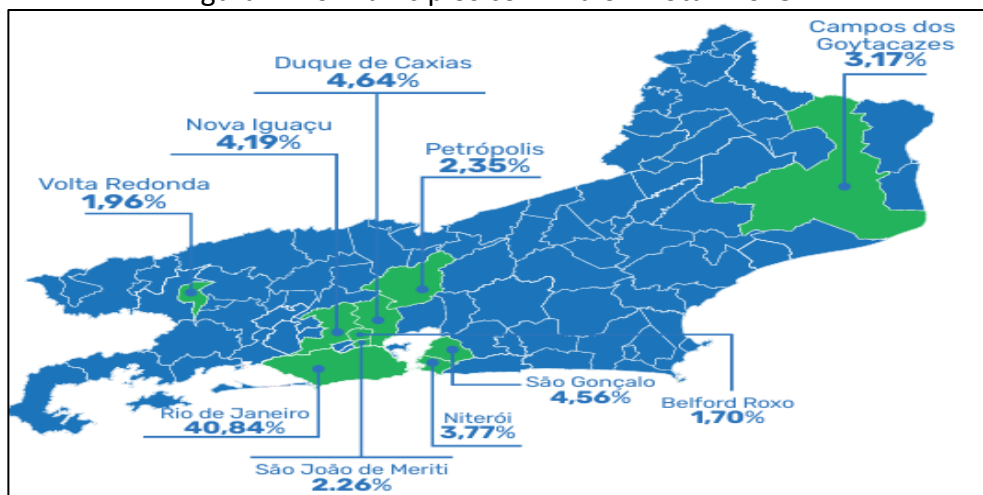 Campos dos
Goytacazes
3,17%
Duque de Caxias
4,64%
Nova Iguaçu
4,19%
Petrópolis
2,35%
Volta Redonda
1,96%
São Gonçalo
4,56%
Belford Roxo
1,70%
Rio de Janeiro
40,84%
Niterói
3,77%
São João de Meriti
2.26%